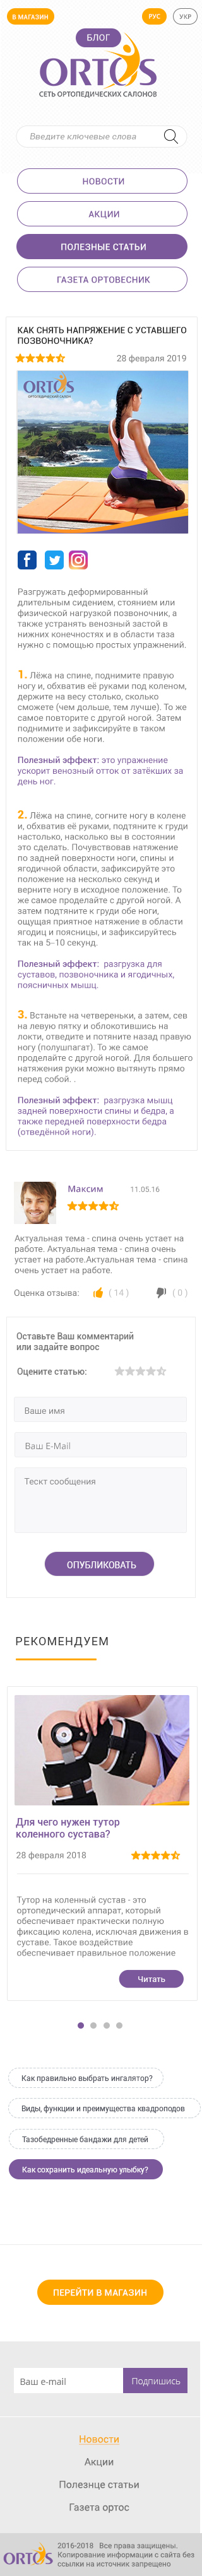 В МАГАЗИН
РУС
УКР
БЛОГ
ORTOS
СЕТЬ ОРТОПЕДИЧЕСКИХ САЛОНОВ
Введите ключевые слова
НОВОСТИ
АКЦИИ
ПОЛЕЗНЫЕ СТАТЬИ
ГАЗЕТА ОРТОВЕСНИК
КАК СНЯТЬ НАПРЯЖЕНИЕ С УСТАВШЕГО
ПОЗВОНОЧНИКА?
28 февраля 2019
ORTOS
Разгружать деформированный
длительным сидением, стоянием или
физической нагрузкой позвоночник, а
также устранять венозный застой в
нижних конечностях и в области таза
нужно с помощью простых упражнений.
1. Лёжа на спине, поднимите правую
ногу и, обхватив её руками под коленом,
держите на весу столько, сколько
сможете (чем дольше, тем лучше). То же
самое повторите с другой ногой. Затем
поднимите и зафиксируйте в таком
положении обе ноги.
Полезный эффект: это упражнение
ускорит венозный отток от затёкших за
день ног.
2. Лёжа на спине, согните ногу в колене
и, обхватив её руками, подтяните к груди
настолько, насколько вы в состоянии
это сделать. Почувствовав натяжение
по задней поверхности ноги, спины и
ягодичной области, зафиксируйте это
положение на несколько секунд и
верните ногу в исходное положение. То
же самое проделайте с другой ногой. А
затем подтяните к груди обе ноги,
ощущая приятное натяжение в области
ягодиц и поясницы, и зафиксируйтесь
так на 5–10 секунд.
Полезный эффект: разгрузка для
суставов, позвоночника и ягодичных,
поясничных мышц.
3. Встаньте на четвереньки, а затем, сев
на левую пятку и облокотившись на
локти, отведите и потяните назад правую
ногу (полушпагат). То же самое
проделайте с другой ногой. Для большего
растяжения руки можно вытянуть прямо
перед собой. .
Полезный эффект: разгрузка мышц
задней поверхности спины и бедра, а
также передней поверхности бедра
(отведённой ноги).
Максим
11.05.16
Актуальная тема - спина очень устает на
работе. Актуальная тема - спина очень
устает на работе.Актуальная тема - спина
очень устает на работе.
Оценка отзыва:
( 14 )
( 0 )
Оставьте Ваш комментарий
или задайте вопрос
Оцените статью:
Ваше имя
Ваш E-Mail
Тескт сообщения
ОПУБЛИКОВАТЬ
РЕКОМЕНДУЕМ
Для чего нужен тутор
коленного сустава?
28 февраля 2018
Тутор на коленный сустав - это
ортопедический аппарат, который
обеспечивает практически полную
фиксацию колена, исключая движения в
суставе. Такое воздействие
обеспечивает правильное положение
Читать
Как правильно выбрать ингалятор?
Виды, функции и преимущества квадроподов
Тазобедренные бандажи для детей
Как сохранить идеальную улыбку?
ПЕРЕЙТИ В МАГАЗИН
Ваш e-mail
Подпишись
Новости
Акции
Полезнце статьи
Газета ортос
ORTOS
2016-2018 Все права защищены.
Копирование информации с сайта без
ссылки на источник запрещено